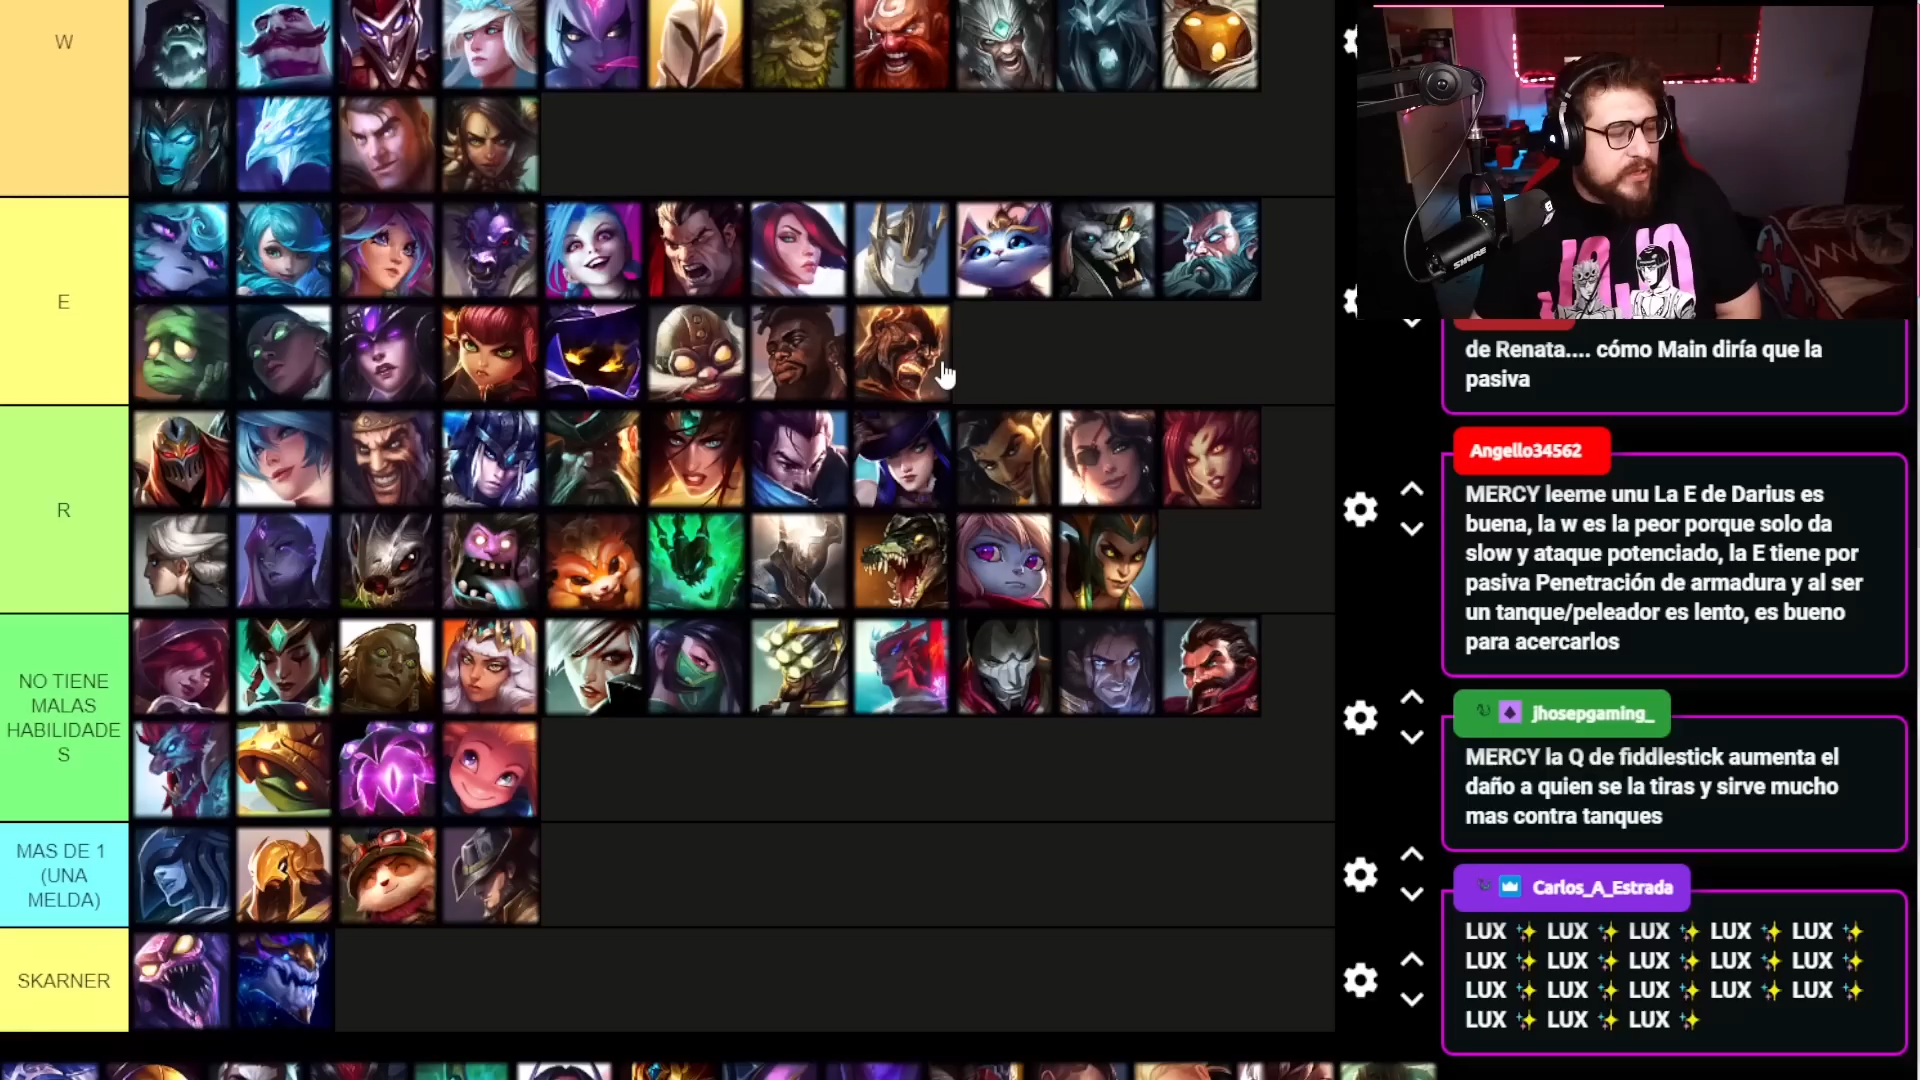 W
E
R
NO TIENE
MALAS
HABILIDADE
S
MAS DE 1
(UNA
MELDA)
SKARNER
SHURE
JOJO
de Renata.... cómo Main diría que la
pasiva
Angello34562
MERCY leeme unu La E de Darius es
buena, la w es la peor porque solo da
slow y ataque potenciado, la E tiene por
pasiva Penetración de armadura y al ser
un tanque/peleador es lento, es bueno
para acercarlos
jhosepgaming_
MERCY la Q de fiddlestick aumenta el
daño a quien se la tiras y sirve mucho
mas contra tanques
Carlos_A_Estrada
LUX ✨ LUX ✨ LUX ✨ LUX ✨ LUX ✨
LUX ✨ LUX ✨ LUX ✨ LUX ✨ LUX ✨
LUX ✨ LUX ✨ LUX ✨ LUX ✨ LUX ✨
LUX ✨ LUX ✨ LUX ✨